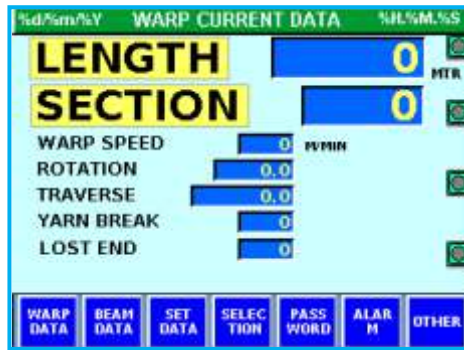 %d/%m/%Y WARP CURRENT DATA %H.%M.%S
LENGTH 0 MTR
SECTION 0
WARP SPEED 0 M/MIN
ROTATION 0.0
TRAVERSE 0.0
YARN BREAK 0
LOST END 0
WARP DATA BEAM DATA SET DATA SELEC TION PASS WORD ALAR M OTHER